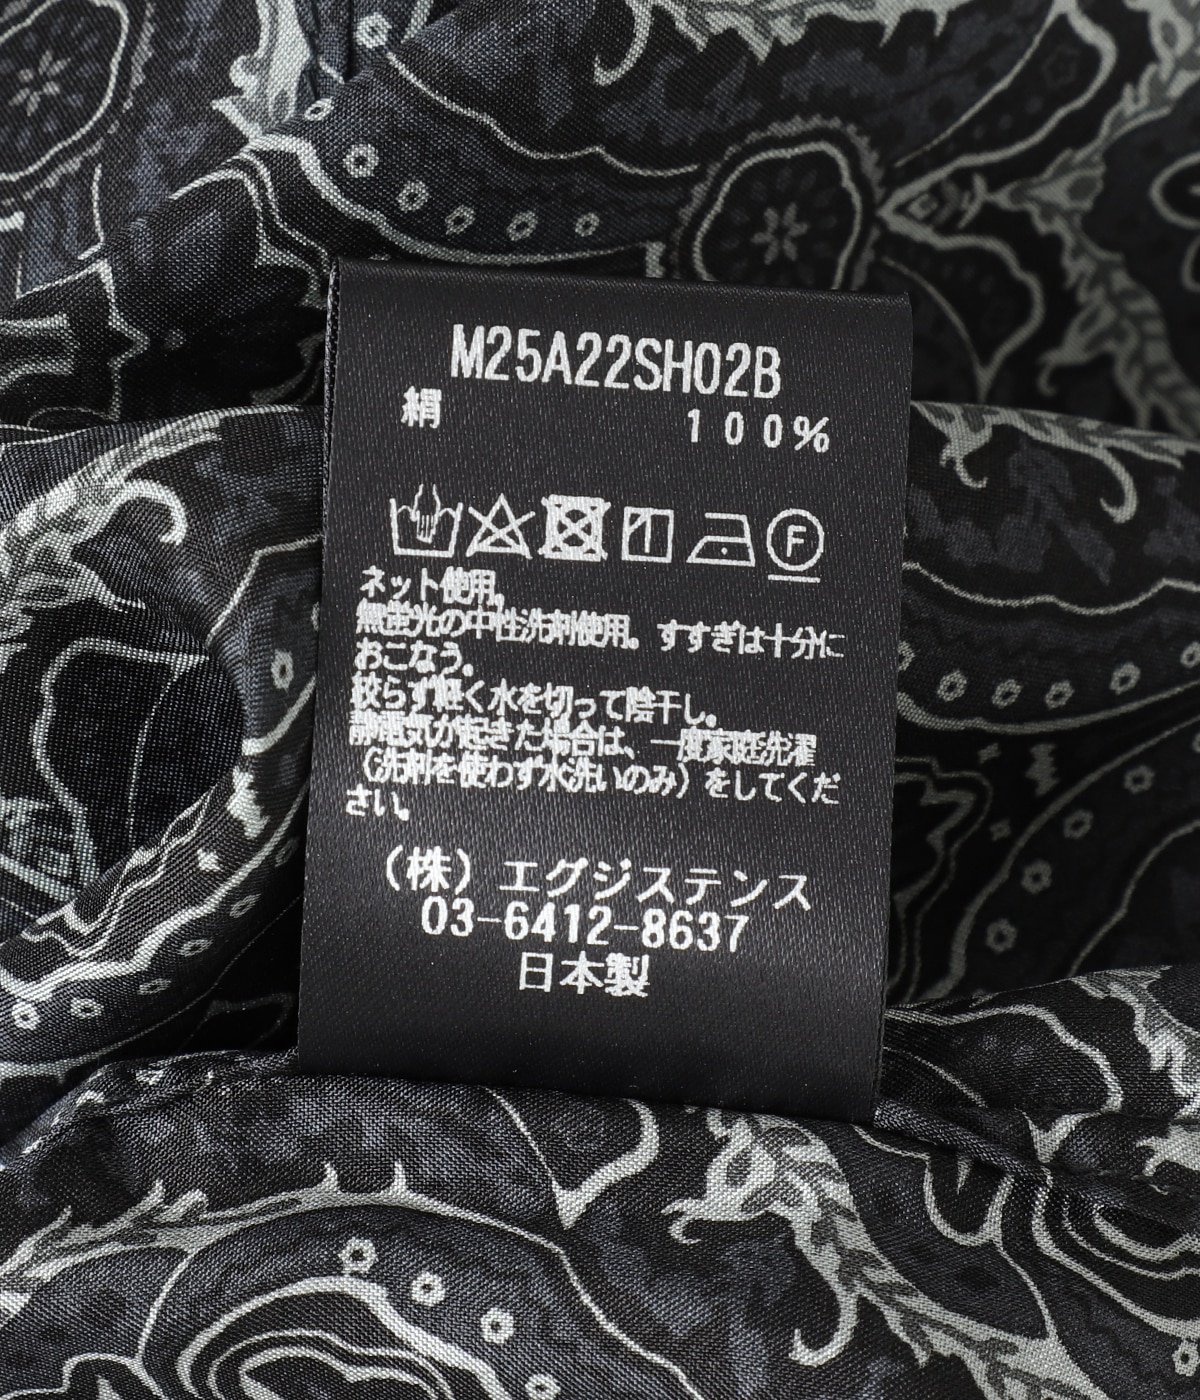 M25A22SH02B
絹 100%
F
ネット使用。
無蛍光の中性洗剤使用。すすぎは十分に
おこなう。
絞らず軽く水を切って陰干し。
静電気が起きた場合は、一度家庭洗濯
(洗剤を使わず水洗いのみ)をしてくだ
さい。
(株)エグジステンス
03-6412-8637
日本製